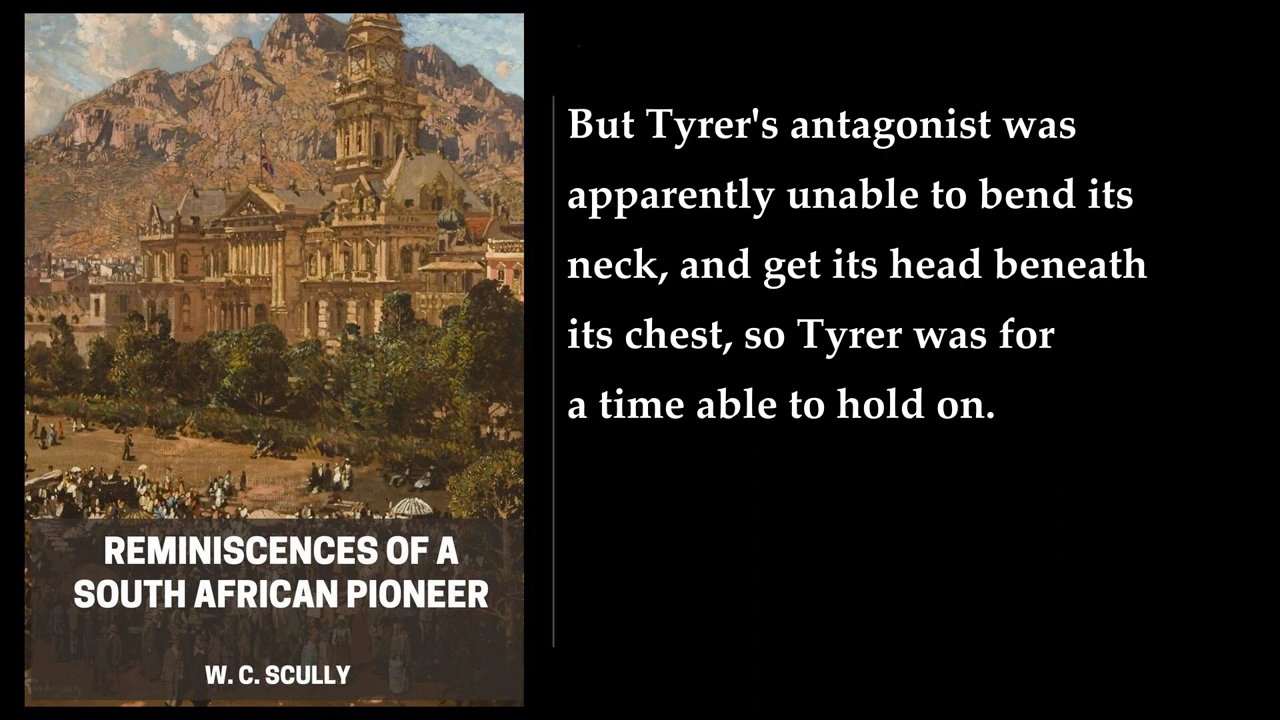 But Tyrer's antagonist was
apparently unable to bend its
neck, and get its head beneath
its chest, so Tyrer was for
a time able to hold on.
REMINISCENCES OF A
SOUTH AFRICAN PIONEER
W. C. SCULLY